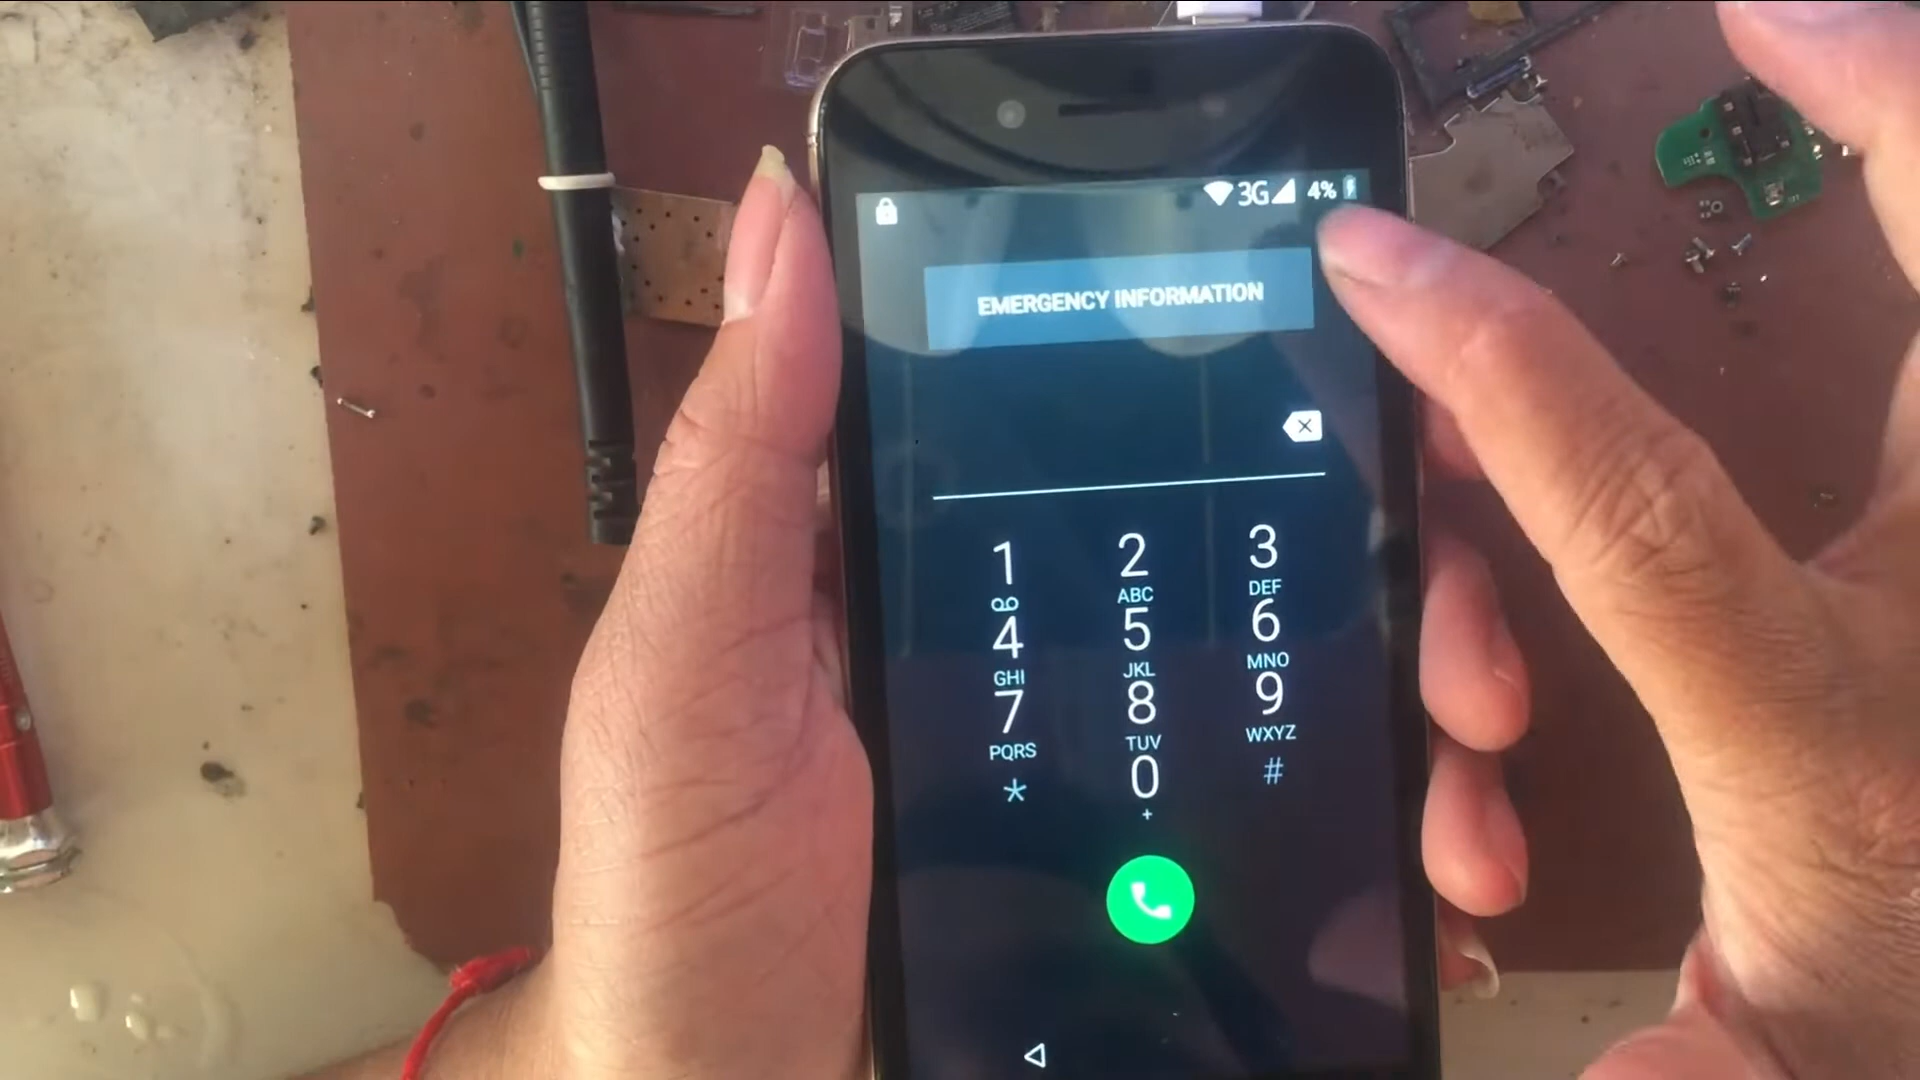 3G 4%
EMERGENCY INFORMATION
1 2 3
ABC DEF
4 5 6
GHI JKL MNO
7 8 9
PQRS TUV WXYZ
* 0 #
+